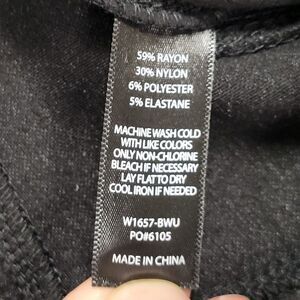 59% RAYON
30% NYLON
6% POLYESTER
5% ELASTANE
MACHINE WASH COLD
WITH LIKE COLORS
ONLY NON-CHLORINE
BLEACH IF NECESSARY
LAY FLAT TO DRY
COOL IRON IF NEEDED
W1657-BWU
PO#6105
MADE IN CHINA